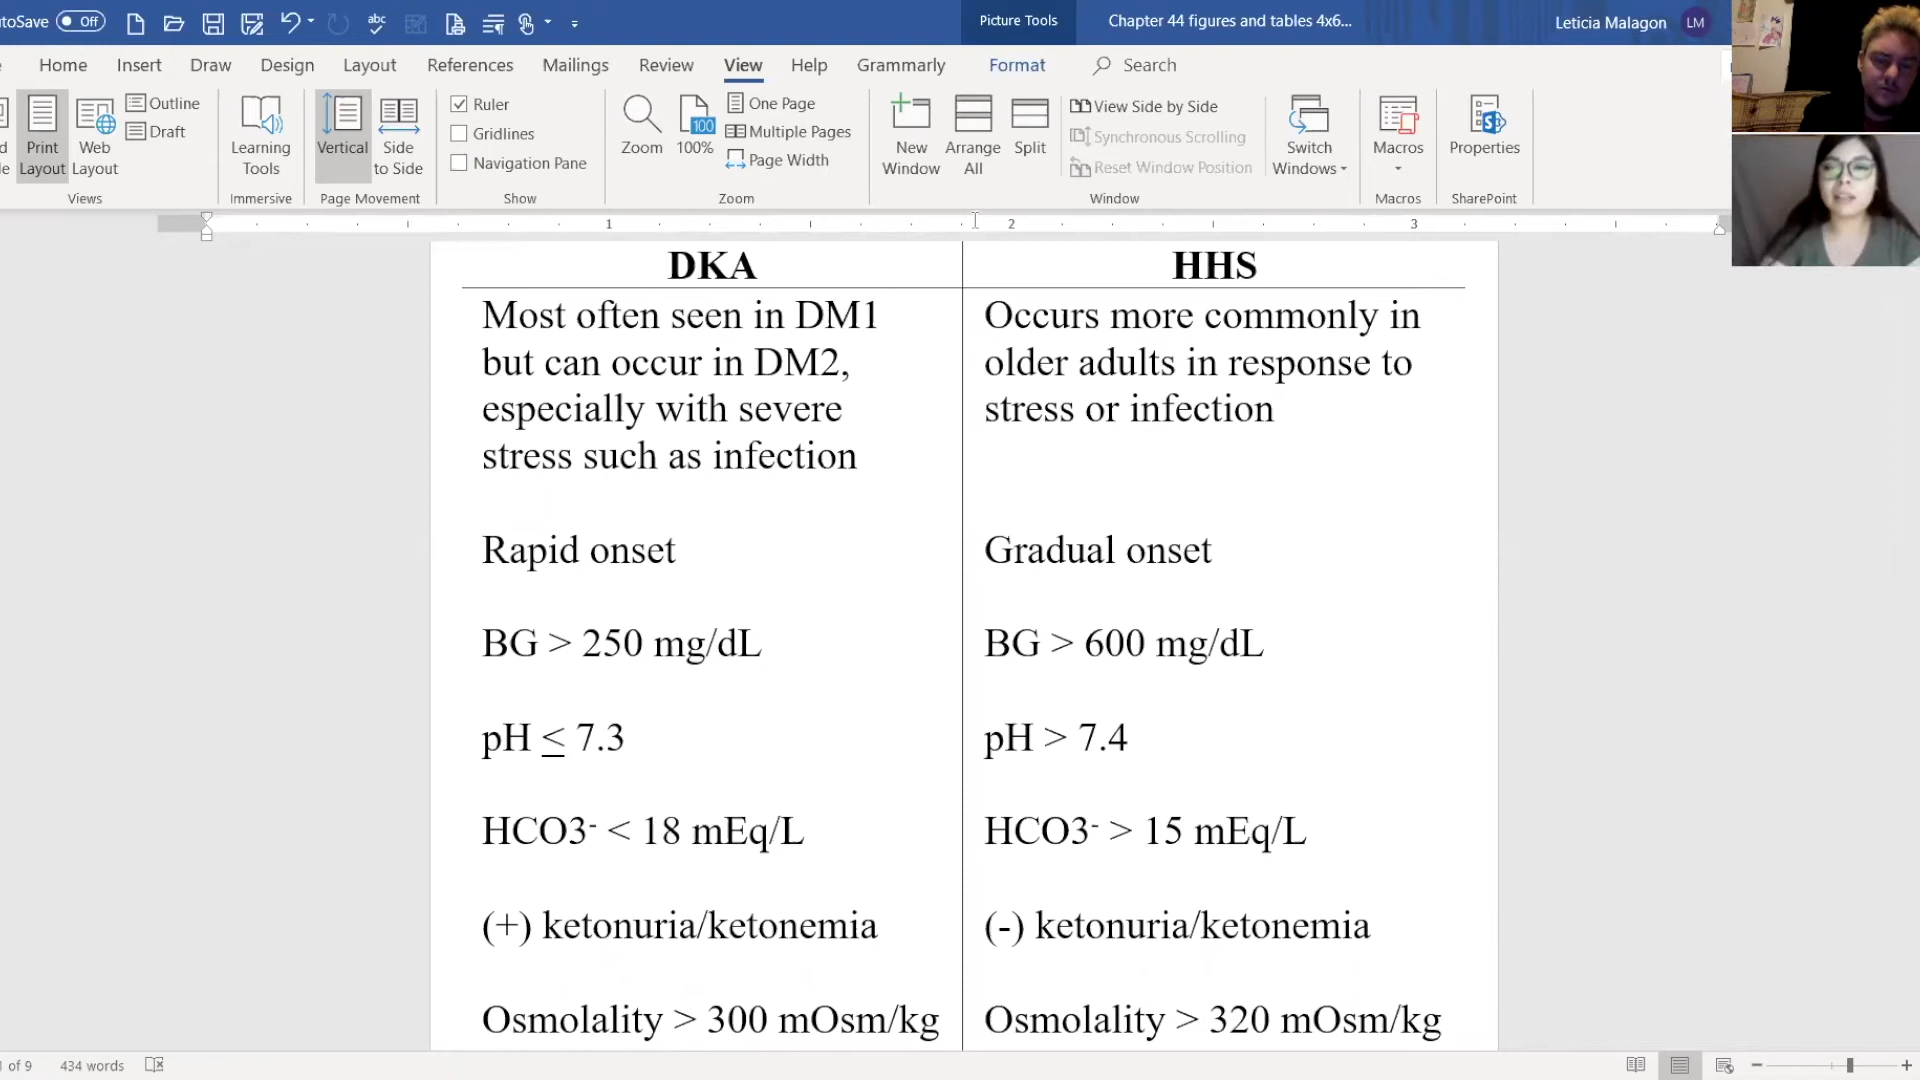 utoSave Off
Picture Tools
Chapter 44 figures and tables 4x6...
Leticia Malagon LM
Home Insert Draw Design Layout References Mailings Review View Help Grammarly Format Search
Print Layout
Web Layout
Outline
Draft
Views
Learning Tools
Immersive
Vertical
Side to Side
Page Movement
Ruler
Gridlines
Navigation Pane
Show
Zoom
100
100%
One Page
Multiple Pages
Page Width
Zoom
New Window
Arrange All
Split
View Side by Side
Synchronous Scrolling
Reset Window Position
Window
Switch Windows
Macros
Macros
Properties
SharePoint
1 2 3
DKA
Most often seen in DM1
but can occur in DM2,
especially with severe
stress such as infection
Rapid onset
BG > 250 mg/dL
pH < 7.3
HCO3- < 18 mEq/L
(+) ketonuria/ketonemia
Osmolality > 300 mOsm/kg
HHS
Occurs more commonly in
older adults in response to
stress or infection
Gradual onset
BG > 600 mg/dL
pH > 7.4
HCO3- > 15 mEq/L
(-) ketonuria/ketonemia
Osmolality > 320 mOsm/kg
of 9 434 words